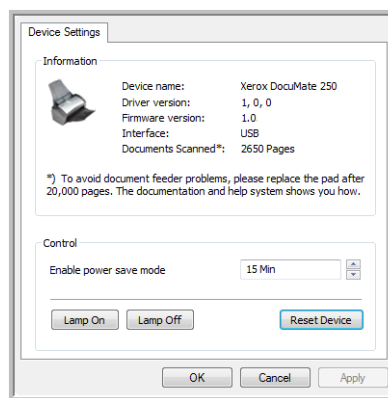 Device Settings
Information
Device name: Xerox DocuMate 250
Driver version: 1, 0, 0
Firmware version: 1.0
Interface: USB
Documents Scanned*: 2650 Pages
*) To avoid document feeder problems, please replace the pad after
20,000 pages. The documentation and help system shows you how.
Control
Enable power save mode 15 Min
Lamp On Lamp Off Reset Device
OK Cancel Apply